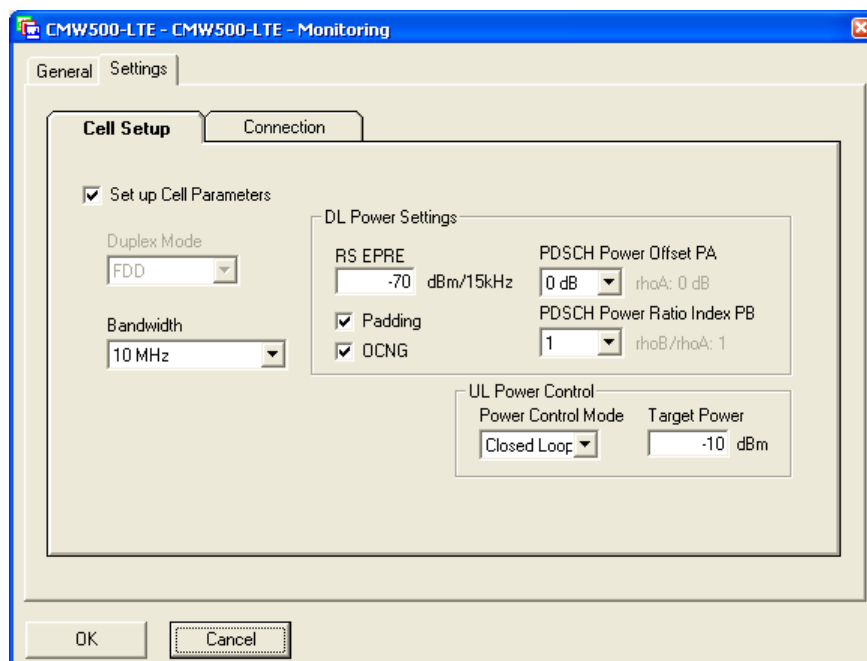 CMW500-LTE - CMW500-LTE - Monitoring
General Settings
Cell Setup Connection
Set up Cell Parameters
Duplex Mode
FDD
Bandwidth
10 MHz
DL Power Settings
RS EPRE
-70 dBm/15kHz
Padding
OCNG
PDSCH Power Offset PA
0 dB rhoA: 0 dB
PDSCH Power Ratio Index PB
1 rhoB/rhoA: 1
UL Power Control
Power Control Mode
Closed Loop
Target Power
-10 dBm
OK Cancel